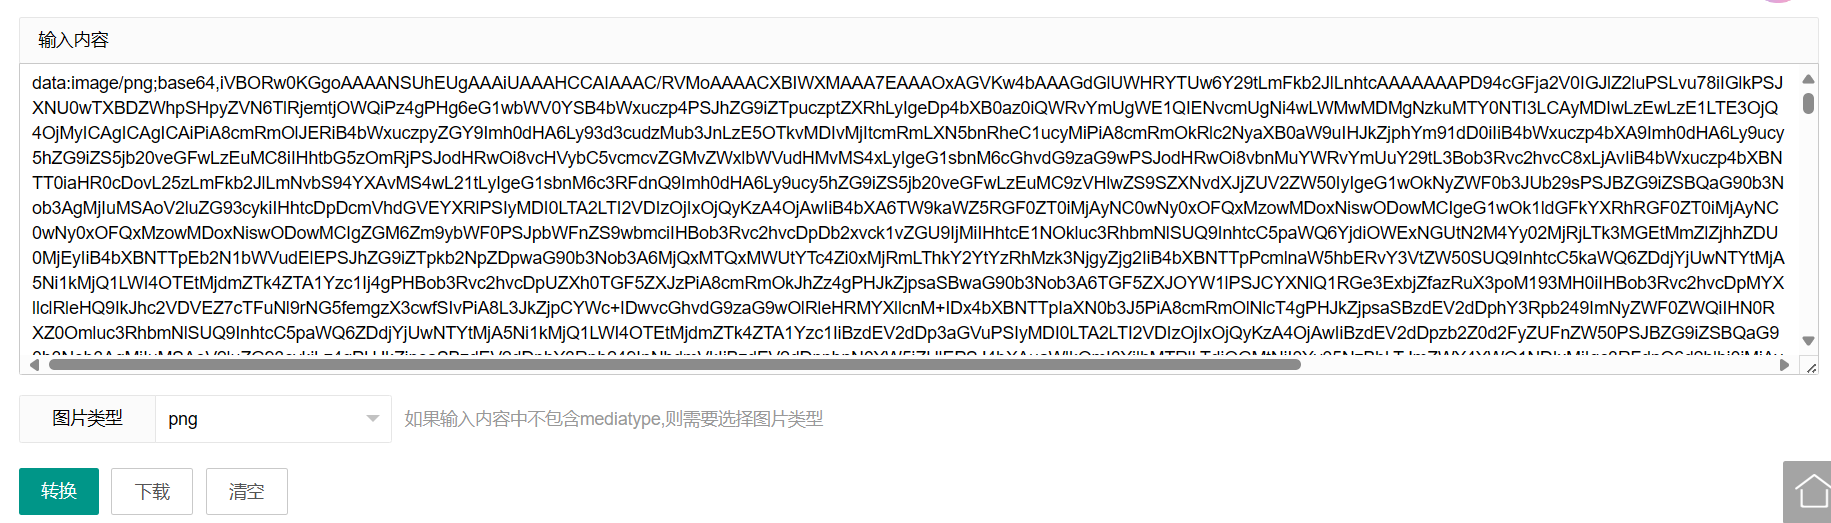 输入内容
data:image/png;base64,iVBORw0KGgoAAAANSUhEUgAAAiUAAAHCCAIAAAC/RVMoAAAACXBIWXMAAA7EAAAOxAGVKw4bAAAGdGlUWHRYTUw6Y29tLmFkb2JlLnhtcAAAAAAAPD94cGFja2V0IGJlZ2luPSLvu78iIGlkPSJ
XNU0wTXBDZWhpSHpyZVN6TlRjemtjOWQiPz4gPHg6eG1wbWV0YSB4bWxuczp4PSJhZG9iZTpuczptZXRhLyIgeDp4bXB0az0iQWRvYmUgWE1QIENvcmUgNi4wLWMwMDMgNzkuMTY0NTI3LCAyMDIwLzEwLzE1LTE3OjQ
4OjMyICAgICAgICAiPiA8cmRmOlJERiB4bWxuczpyZGY9Imh0dHA6Ly93d3cudzMub3JnLzE5OTkvMDIvMjItcmRmLXN5bnRheC1ucyMiPiA8cmRmOkRlc2NyaXB0aW9uIHJkZjphYm91dD0iIiB4bWxuczp4bXA9Imh0dHA6Ly9ucy
5hZG9iZS5jb20veGFwLzEuMC8iIHhtbG5zOmRjPSJodHRwOi8vcHVybC5vcmcvZGMvZWxlbWVudHMvMS4xLyIgeG1sbnM6cGhvdG9zaG9wPSJodHRwOi8vbnMuYWRvYmUuY29tL3Bob3Rvc2hvcC8xLjAvIiB4bWxuczp4bXBN
TT0iaHR0cDovL25zLmFkb2JlLmNvbS94YXAvMS4wL21tLyIgeG1sbnM6c3RFdnQ9Imh0dHA6Ly9ucy5hZG9iZS5jb20veGFwLzEuMC9zVHlwZS9SZXNvdXJjZUV2ZW50IyIgeG1wOkNyZWF0b3JUb29sPSJBZG9iZSBQaG90b3N
ob3AgMjIuMSAoV2luZG93cykiIHhtcDpDcmVhdGVEYXRlPSIyMDI0LTA2LTI2VDIzOjIxOjQyKzA4OjAwIiB4bXA6TW9kaWZ5RGF0ZT0iMjAyNC0wNy0xOFQxMzowMDoxNiswODowMCIgeG1wOk1ldGFkYXRhRGF0ZT0iMjAyNC
0wNy0xOFQxMzowMDoxNiswODowMCIgZGM6Zm9ybWF0PSJpbWFnZS9wbmciIHBob3Rvc2hvcDpDb2xvck1vZGU9IjMiIHhtcE1NOkluc3RhbmNlSUQ9InhtcC5paWQ6YjdiOWExNGUtN2M4Yy02MjRjLTk3MGEtMmZlZjhhZDU
0MjEyIiB4bXBNTTpEb2N1bWVudElEPSJhZG9iZTpkb2NpZDpwaG90b3Nob3A6MjQxMTQxMWUtYTc4Zi0xMjRmLThkY2YtYzRhMzk3NjgyZjg2IiB4bXBNTTpPcmlnaW5hbERvY3VtZW50SUQ9InhtcC5kaWQ6ZDdjYjUwNTYtMjA
5Ni1kMjQ1LWI4OTEtMjdmZTk4ZTA1Yzc1Ij4gPHBob3Rvc2hvcDpUZXh0TGF5ZXJzPiA8cmRmOkJhZz4gPHJkZjpsaSBwaG90b3Nob3A6TGF5ZXJOYW1lPSJCYXNlQ1RGe3ExbjZfazRuX3poM193MH0iIHBob3Rvc2hvcDpMYX
llclRleHQ9IkJhc2VDVEZ7cTFuNl9rNG5femgzX3cwfSIvPiA8L3JkZjpCYWc+IDwvcGhvdG9zaG9wOlRleHRMYXllcnM+IDx4bXBNTTpIaXN0b3J5PiA8cmRmOlNlcT4gPHJkZjpsaSBzdEV2dDphY3Rpb249ImNyZWF0ZWQiIHN0R
XZ0Omluc3RhbmNlSUQ9InhtcC5paWQ6ZDdjYjUwNTYtMjA5Ni1kMjQ1LWI4OTEtMjdmZTk4ZTA1Yzc1IiBzdEV2dDp3aGVuPSIyMDI0LTA2LTI2VDIzOjIxOjQyKzA4OjAwIiBzdEV2dDpzb2Z0d2FyZUFnZW50PSJBZG9iZSBQaG9
图片类型
png
如果输入内容中不包含mediatype,则需要选择图片类型
转换
下载
清空